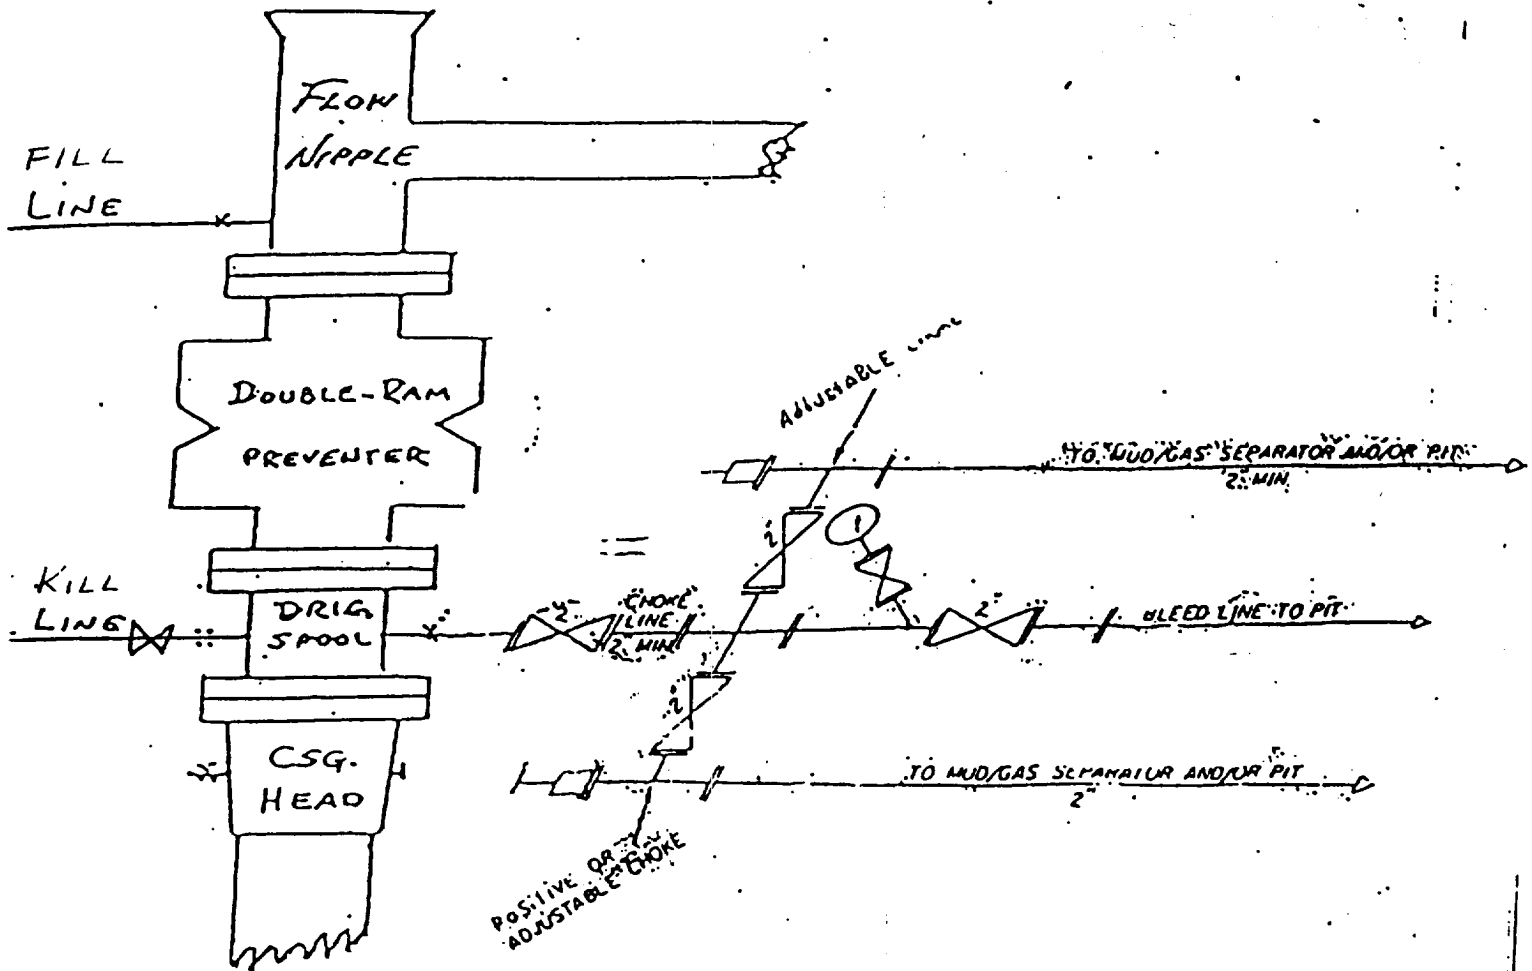 FLOW
NIPPLE
FILL
LINE
DOUBLE-RAM
PREVENTER
ADJUSTABLE
TO MUD/GAS SEPARATOR AND/OR PIT
2" MIN.
2"
KILL
LINE
DRLG.
SPOOL
2"
CHOKE
LINE
2" MIN
2"
BLEED LINE TO PIT
2"
CSG.
HEAD
TO MUD/GAS SEPARATOR AND/OR PIT
2"
POSITIVE OR
ADJUSTABLE CHOKE